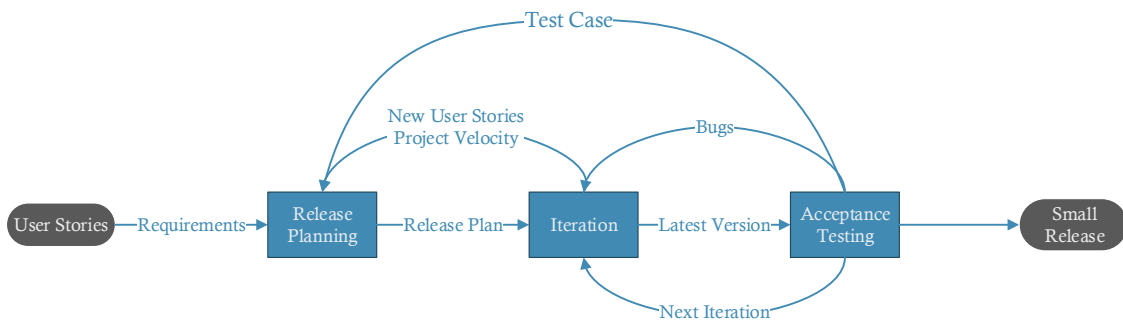 Test Case
New User Stories
Project Velocity
Bugs
User Stories
Requirements
Release
Planning
Release Plan
Iteration
Latest Version
Acceptance
Testing
Small
Release
Next Iteration